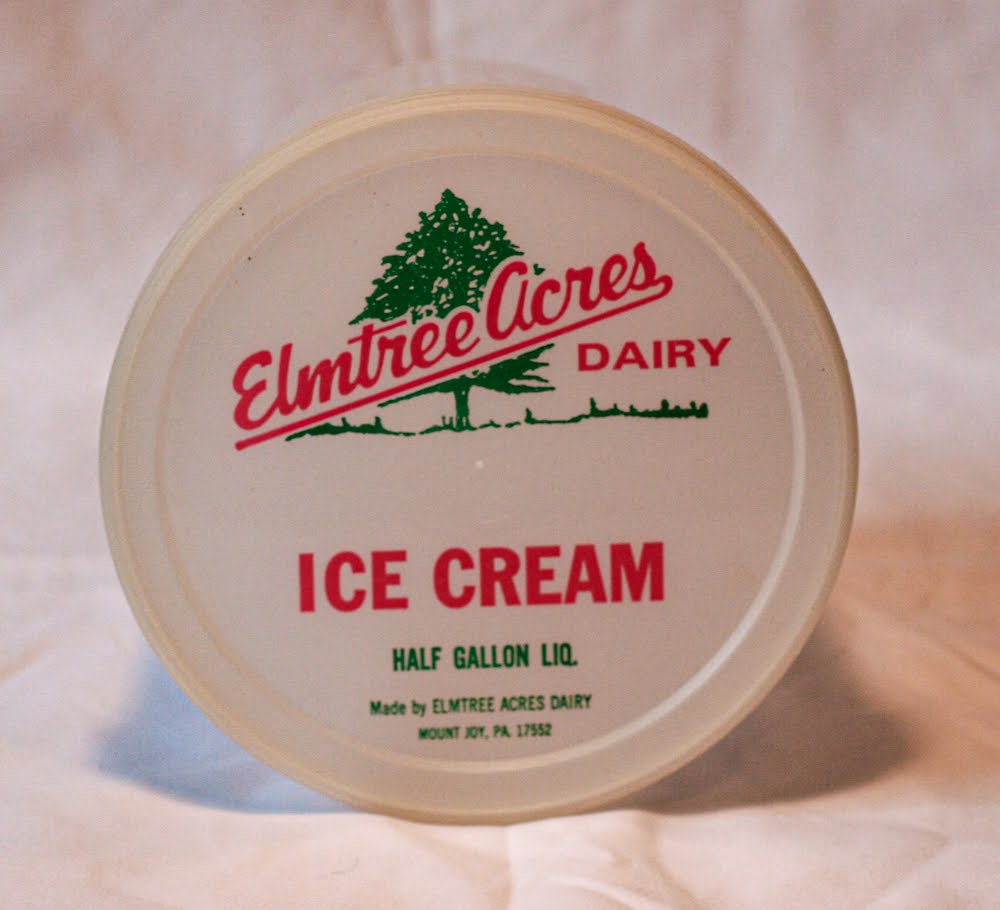 Elmtree Acres
DAIRY
ICE CREAM
HALF GALLON LIQ.
Made by ELMTREE ACRES DAIRY
MOUNT JOY, PA. 17552